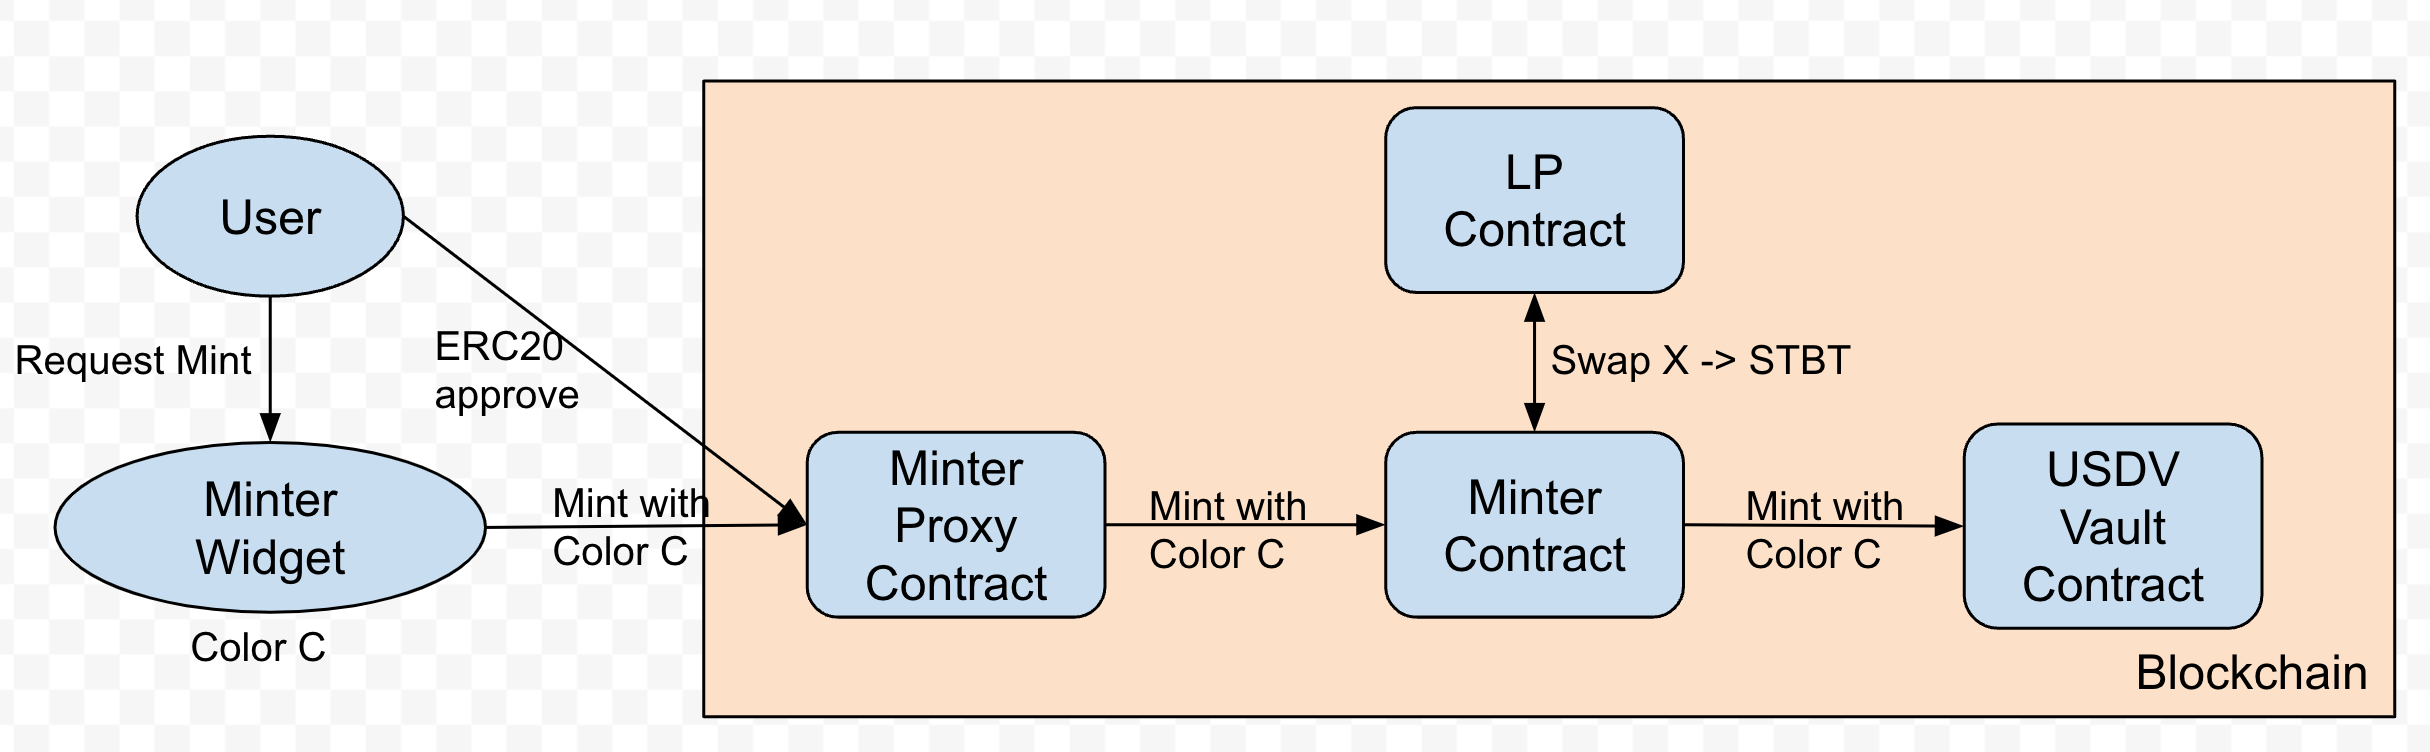 User
Request Mint
ERC20
approve
Minter
Widget
Color C
Mint with
Color C
Minter
Proxy
Contract
Mint with
Color C
LP
Contract
Swap X -> STBT
Minter
Contract
Mint with
Color C
USDV
Vault
Contract
Blockchain